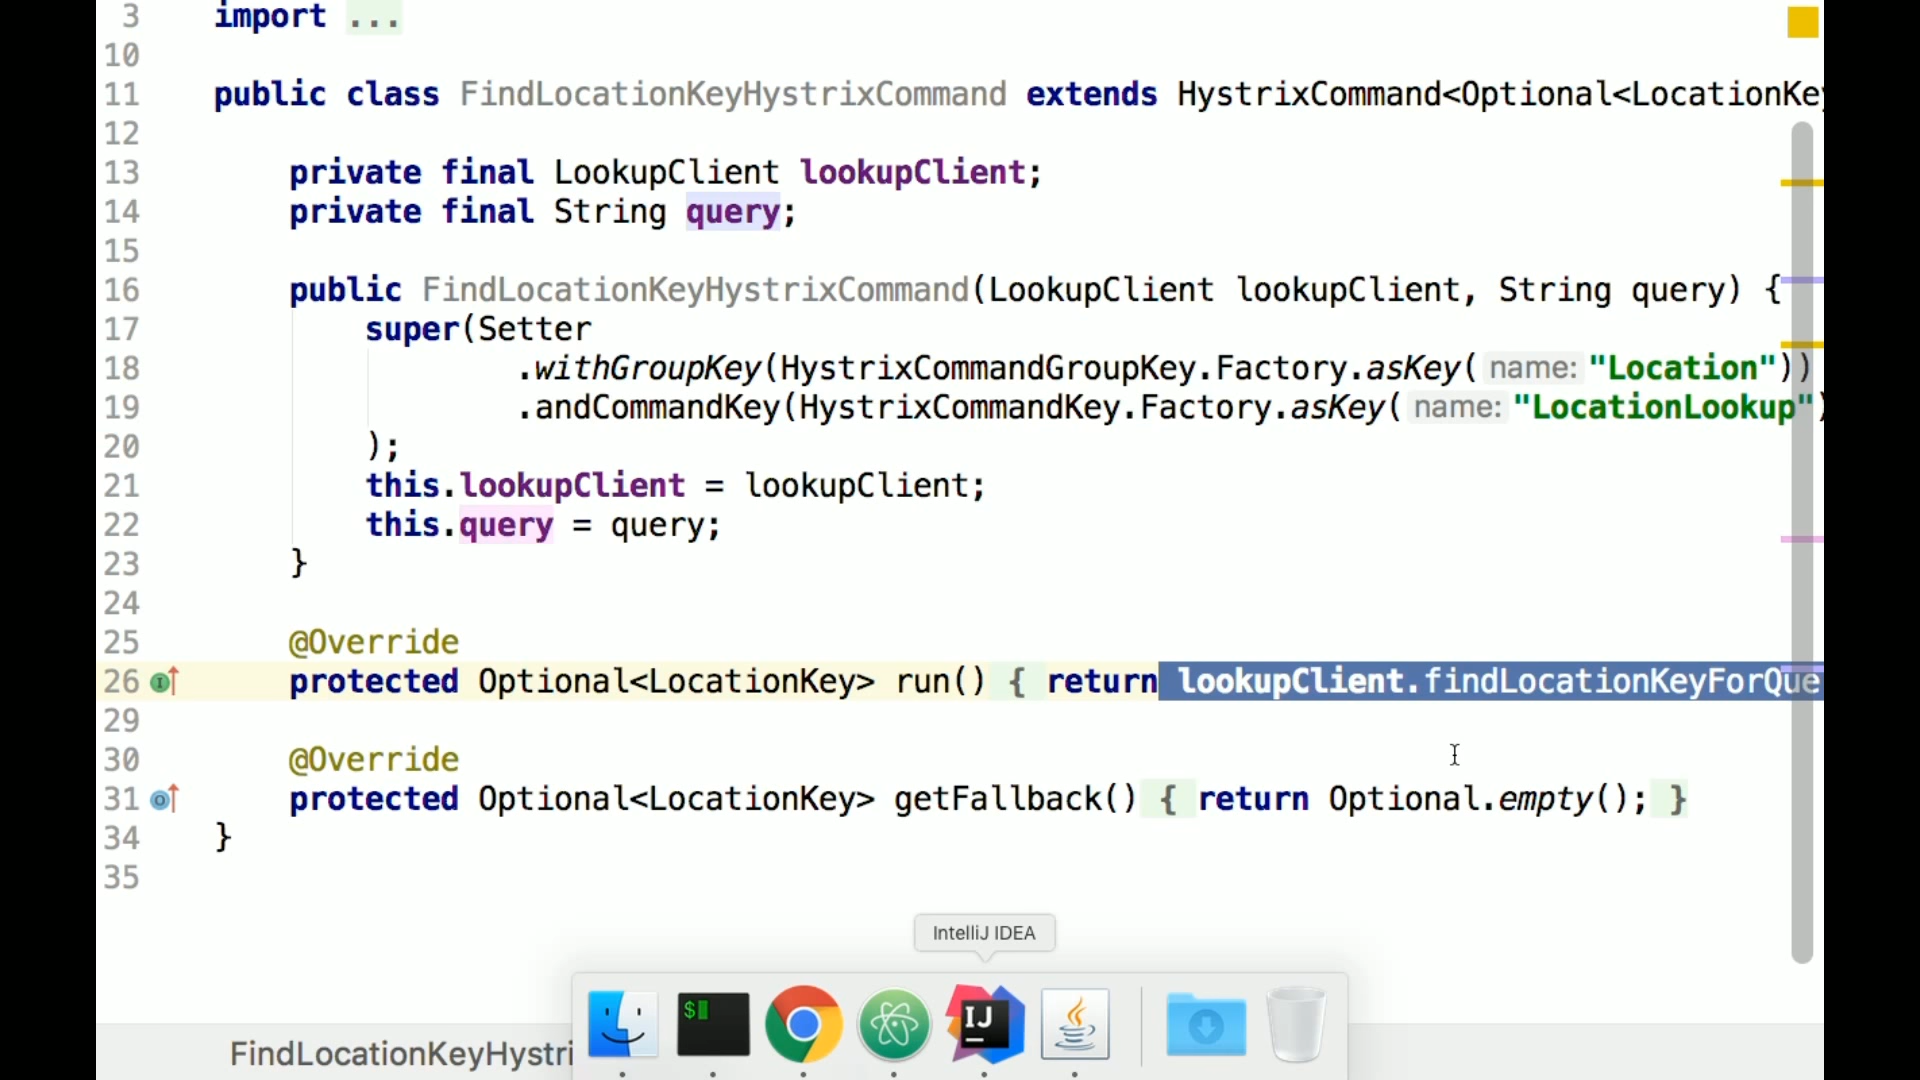 3 import ...
10
11 public class FindLocationKeyHystrixCommand extends HystrixCommand<Optional<LocationKey
12
13 private final LookupClient lookupClient;
14 private final String query;
15
16 public FindLocationKeyHystrixCommand(LookupClient lookupClient, String query) {
17 super(Setter
18 .withGroupKey(HystrixCommandGroupKey.Factory.asKey( name: "Location"))
19 .andCommandKey(HystrixCommandKey.Factory.asKey( name: "LocationLookup")
20 );
21 this.lookupClient = lookupClient;
22 this.query = query;
23 }
24
25 @Override
26 protected Optional<LocationKey> run() { return lookupClient.findLocationKeyForQue
29
30 @Override
31 protected Optional<LocationKey> getFallback() { return Optional.empty(); }
34 }
35
IntelliJ IDEA
$
IJ
FindLocationKeyHystri